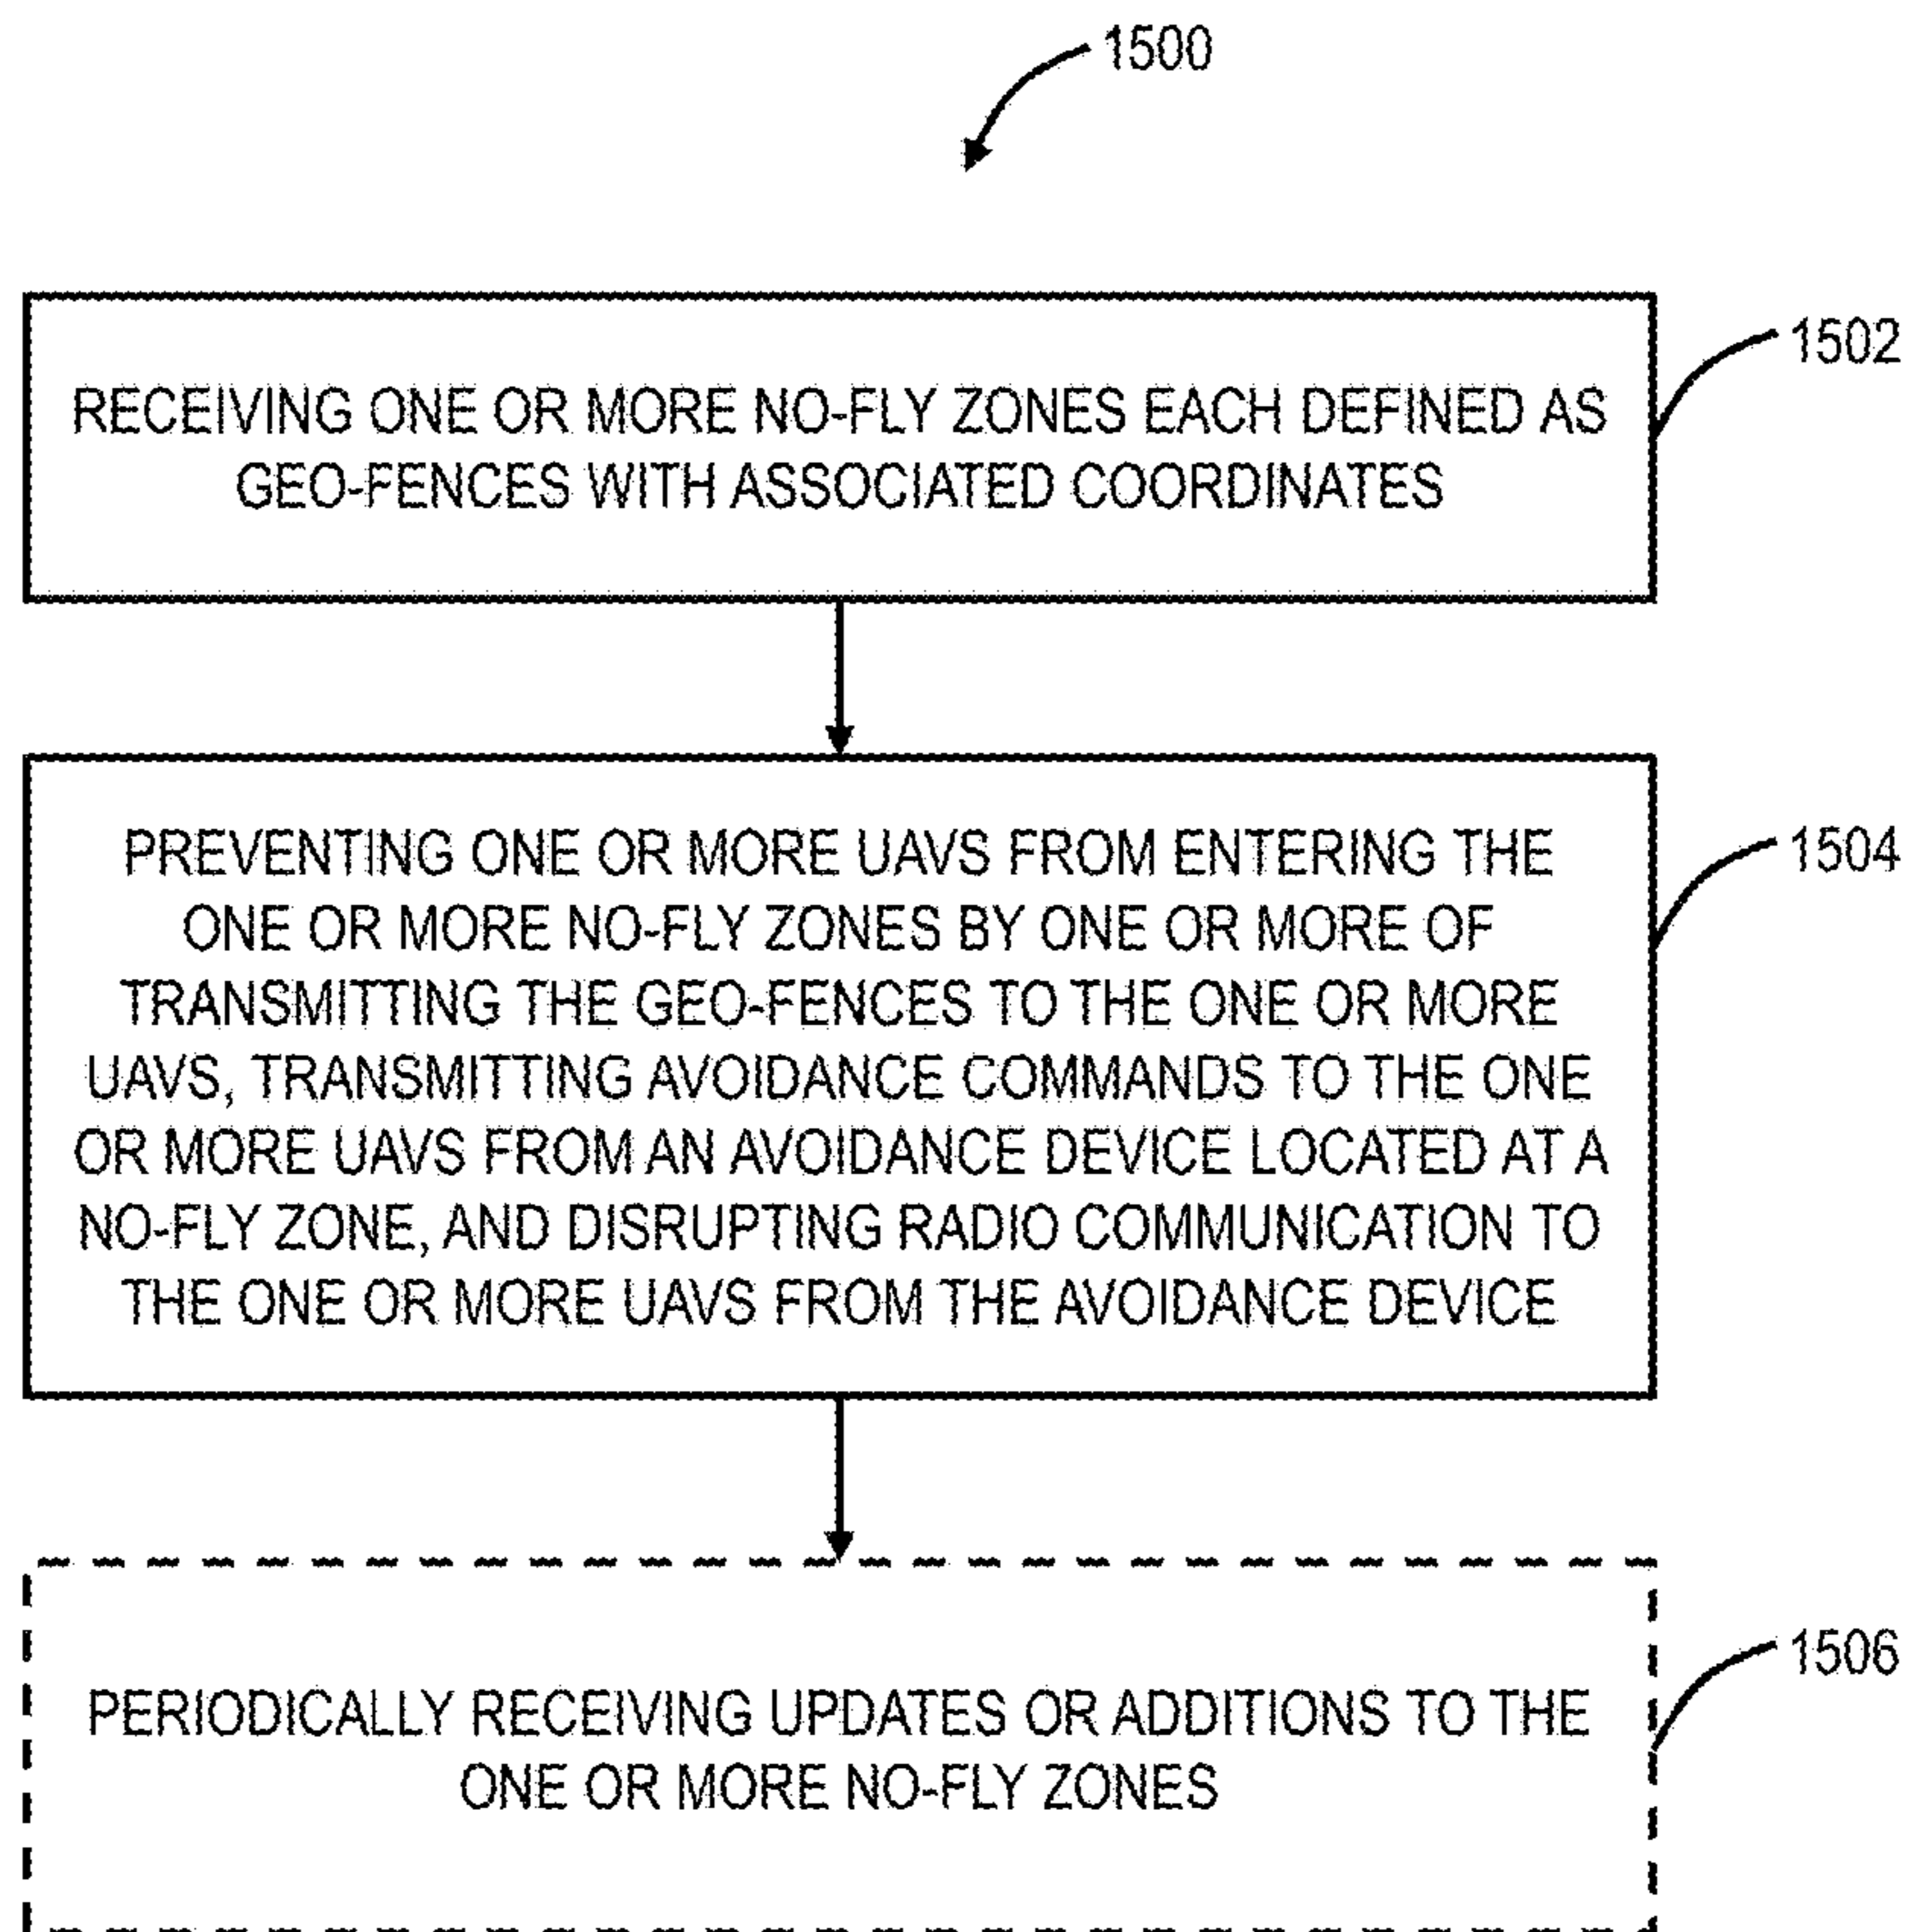 1500
RECEIVING ONE OR MORE NO-FLY ZONES EACH DEFINED AS
GEO-FENCES WITH ASSOCIATED COORDINATES
1502
PREVENTING ONE OR MORE UAVS FROM ENTERING THE
ONE OR MORE NO-FLY ZONES BY ONE OR MORE OF
TRANSMITTING THE GEO-FENCES TO THE ONE OR MORE
UAVS, TRANSMITTING AVOIDANCE COMMANDS TO THE ONE
OR MORE UAVS FROM AN AVOIDANCE DEVICE LOCATED AT A
NO-FLY ZONE, AND DISRUPTING RADIO COMMUNICATION TO
THE ONE OR MORE UAVS FROM THE AVOIDANCE DEVICE
1504
PERIODICALLY RECEIVING UPDATES OR ADDITIONS TO THE
ONE OR MORE NO-FLY ZONES
1506